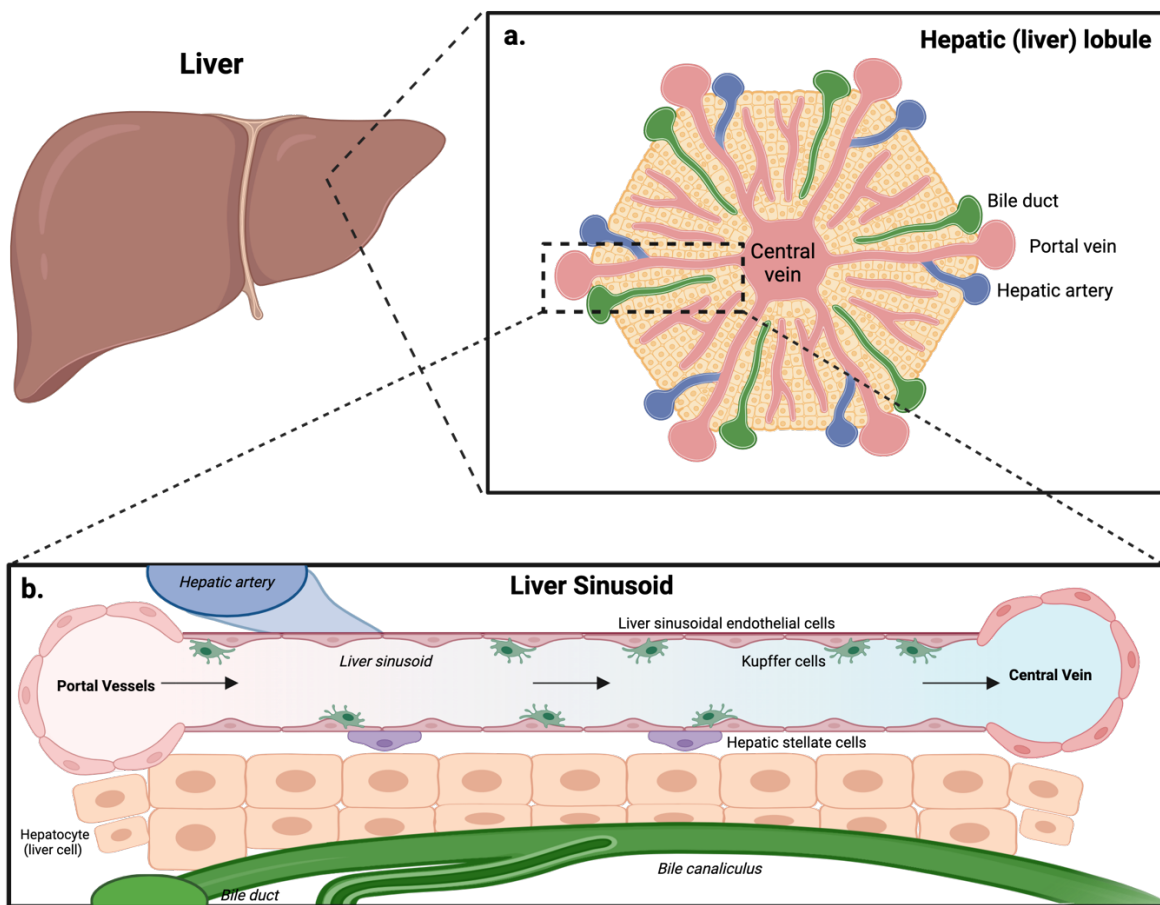 Liver
a.
Hepatic (liver) lobule
Bile duct
Portal vein
Hepatic artery
Central
vein
b.
Liver Sinusoid
Hepatic artery
Liver sinusoidal endothelial cells
Liver sinusoid
Kupffer cells
Portal Vessels
Central Vein
Hepatic stellate cells
Hepatocyte
(liver cell)
Bile canaliculus
Bile duct